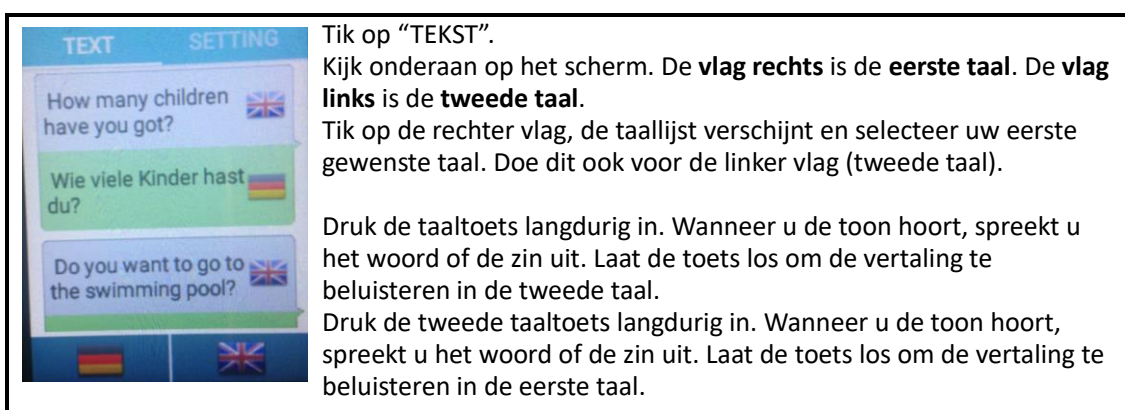 TEXT SETTING
How many children
have you got?
Wie viele Kinder hast
du?
Do you want to go to
the swimming pool?
Tik op “TEKST”.
Kijk onderaan op het scherm. De vlag rechts is de eerste taal. De vlag
links is de tweede taal.
Tik op de rechter vlag, de taallijst verschijnt en selecteer uw eerste
gewenste taal. Doe dit ook voor de linker vlag (tweede taal).
Druk de taaltoets langdurig in. Wanneer u de toon hoort, spreekt u
het woord of de zin uit. Laat de toets los om de vertaling te
beluisteren in de tweede taal.
Druk de tweede taaltoets langdurig in. Wanneer u de toon hoort,
spreekt u het woord of de zin uit. Laat de toets los om de vertaling te
beluisteren in de eerste taal.